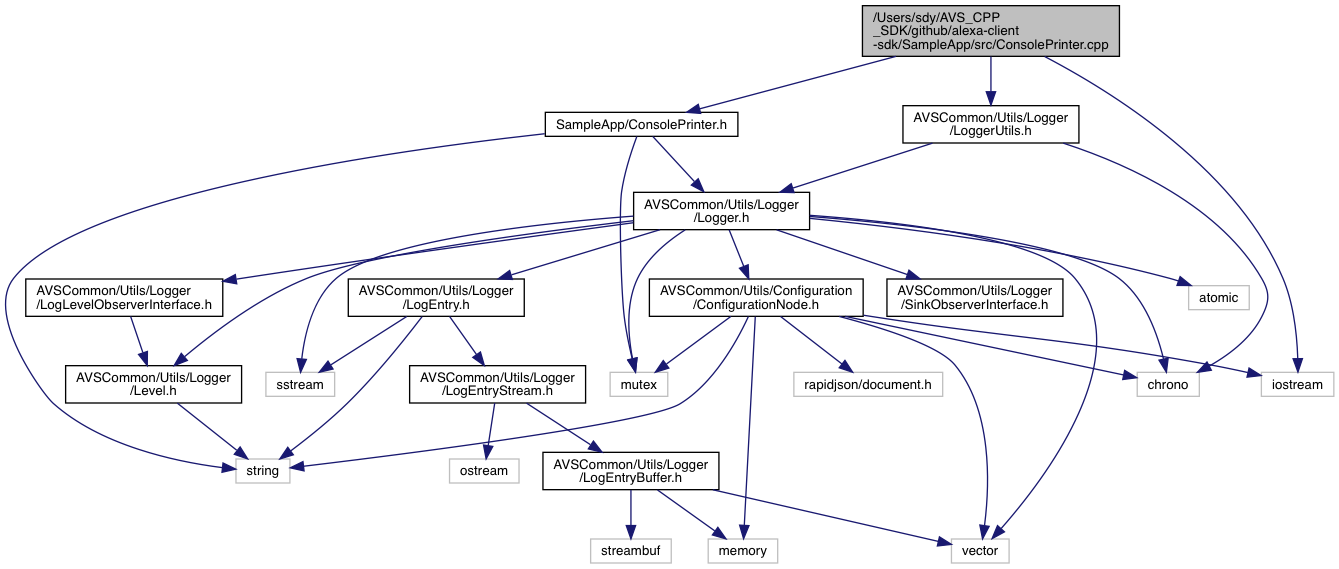 /Users/sdy/AVS_CPP
_SDK/github/alexa-client
-sdk/SampleApp/src/ConsolePrinter.cpp
SampleApp/ConsolePrinter.h
AVSCommon/Utils/Logger
/LoggerUtils.h
AVSCommon/Utils/Logger
/Logger.h
AVSCommon/Utils/Logger
/LogLevelObserverInterface.h
AVSCommon/Utils/Logger
/LogEntry.h
AVSCommon/Utils/Configuration
/ConfigurationNode.h
AVSCommon/Utils/Logger
/SinkObserverInterface.h
atomic
AVSCommon/Utils/Logger
/Level.h
sstream
AVSCommon/Utils/Logger
/LogEntryStream.h
mutex
rapidjson/document.h
chrono
iostream
string
ostream
AVSCommon/Utils/Logger
/LogEntryBuffer.h
streambuf
memory
vector